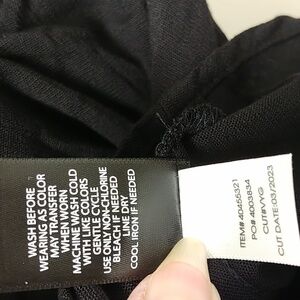 WASH BEFORE
WEARING AS COLOR
MAY TRANSFER
WHEN WORN
MACHINE WASH COLD
WITH LIKE COLORS
GENTLE CYCLE
USE ONLY NON-CHLORINE
BLEACH IF NEEDED
LINE DRY
COOL IRON IF NEEDED
ITEM# 40466321
PO# 4003834
CUT#VYG
CUT DATE:03/2023